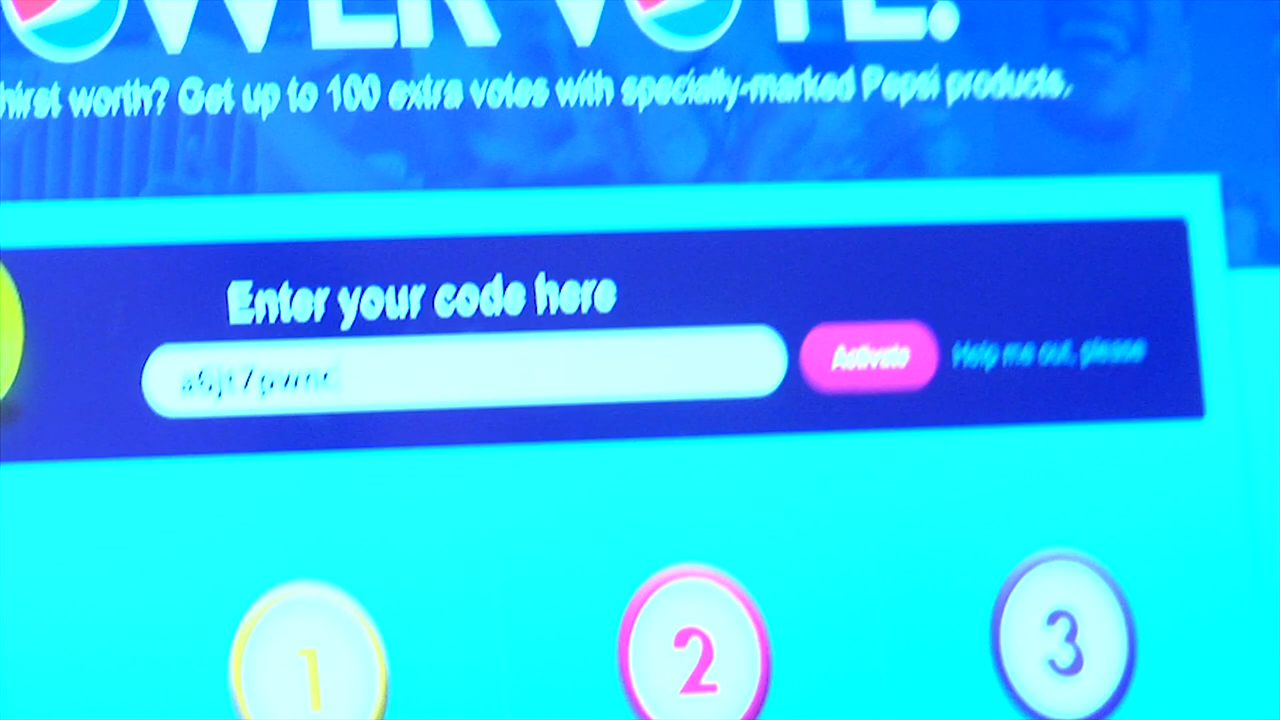 POWER VOTE!
hirst worth? Get up to 100 extra votes with specially-marked Pepsi products.
Enter your code here
Activate Help me out, please
1 2 3